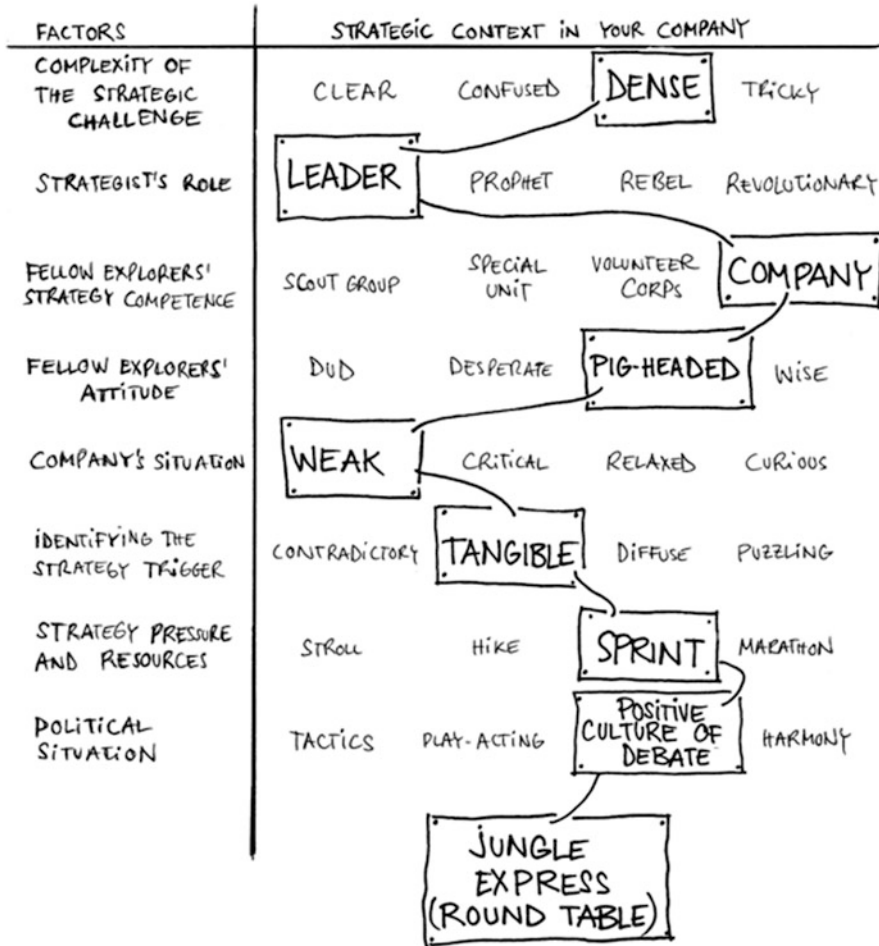 FACTORS
STRATEGIC CONTEXT IN YOUR COMPANY
COMPLEXITY OF
THE STRATEGIC
CHALLENGE
CLEAR
CONFUSED
DENSE
TRICKY
STRATEGIST'S ROLE
LEADER
PROPHET
REBEL
REVOLUTIONARY
FELLOW EXPLORERS'
STRATEGY COMPETENCE
SCOUT GROUP
SPECIAL
UNIT
VOLUNTEER
CORPS
COMPANY
FELLOW EXPLORERS'
ATTITUDE
DUD
DESPERATE
PIG-HEADED
WISE
COMPANY'S SITUATION
WEAK
CRITICAL
RELAXED
CURIOUS
IDENTIFYING THE
STRATEGY TRIGGER
CONTRADICTORY
TANGIBLE
DIFFUSE
PUZZLING
STRATEGY PRESSURE
AND RESOURCES
STROLL
HIKE
SPRINT
MARATHON
POLITICAL
SITUATION
TACTICS
PLAY-ACTING
POSITIVE
CULTURE OF
DEBATE
HARMONY
JUNGLE
EXPRESS
(ROUND TABLE)